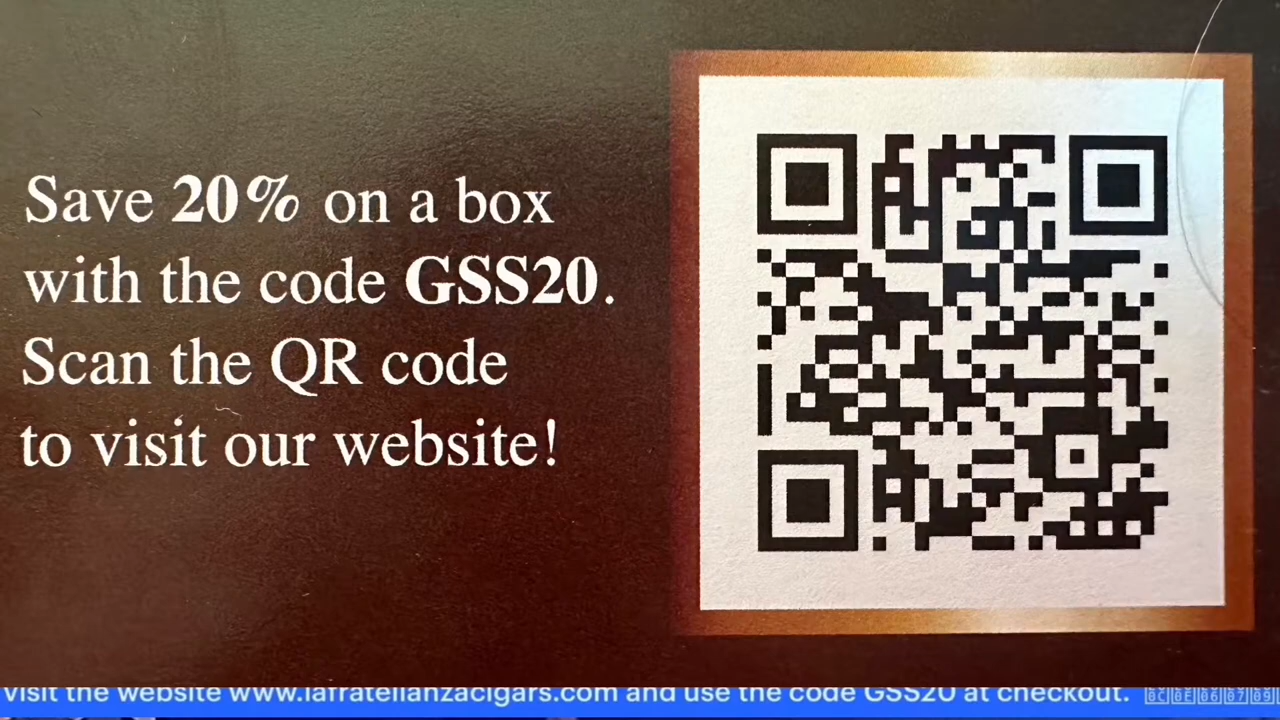 Save 20% on a box
with the code GSS20.
Scan the QR code
to visit our website!
visit the website www.lafratellanzacigars.com and use the code GSS20 at checkout.